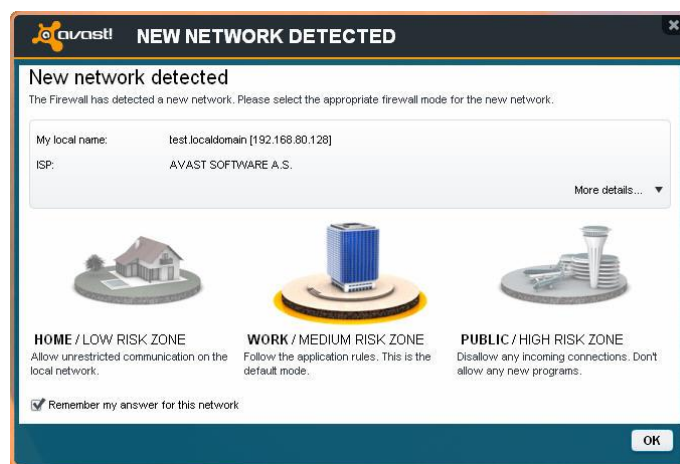 avast! NEW NETWORK DETECTED
New network detected
The Firewall has detected a new network. Please select the appropriate firewall mode for the new network.
My local name: test.localdomain [192.168.80.128]
ISP: AVAST SOFTWARE A.S.
More details...
HOME / LOW RISK ZONE
Allow unrestricted communication on the
local network.
WORK / MEDIUM RISK ZONE
Follow the application rules. This is the
default mode.
PUBLIC / HIGH RISK ZONE
Disallow any incoming connections. Don't
allow any new programs.
Remember my answer for this network
OK